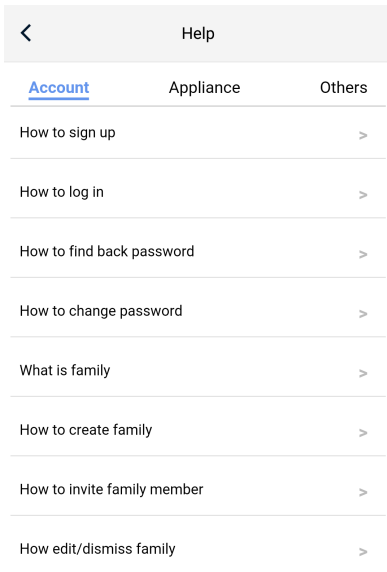 Help
Account Appliance Others
How to sign up >
How to log in >
How to find back password >
How to change password >
What is family >
How to create family >
How to invite family member >
How edit/dismiss family >